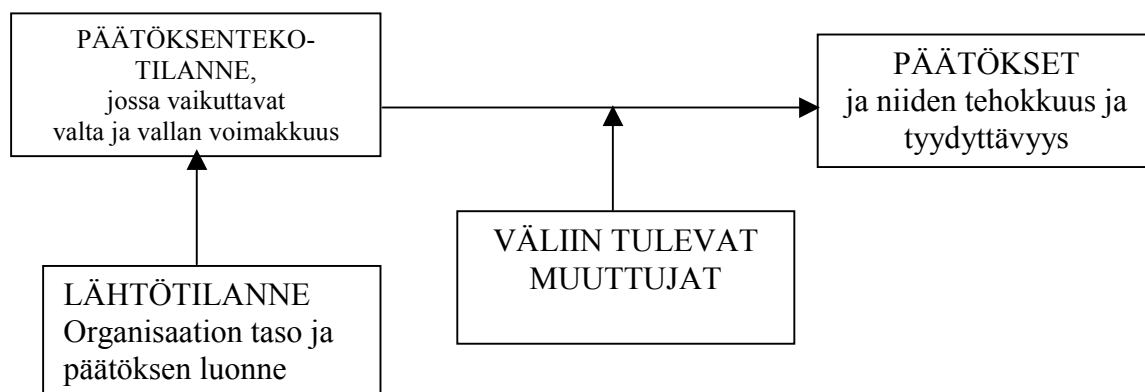 PÄÄTÖKSENTEKO-
TILANNE,
jossa vaikuttavat
valta ja vallan voimakkuus
PÄÄTÖKSET
ja niiden tehokkuus ja
tyydyttävyys
VÄLIIN TULEVAT
MUUTTUJAT
LÄHTÖTILANNE
Organisaation taso ja
päätöksen luonne